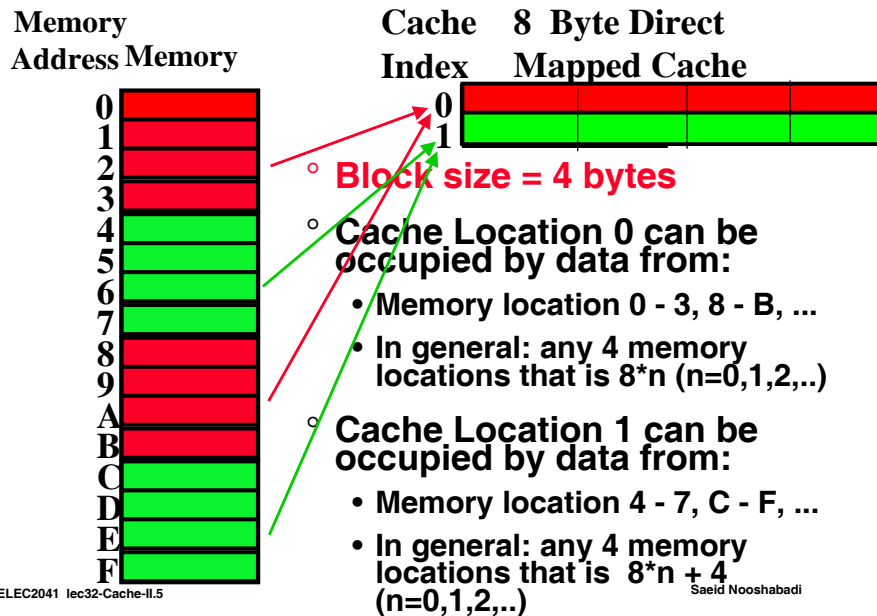 Memory
Address Memory
Cache 8 Byte Direct
Index Mapped Cache
0
1
2
3
4
5
6
7
8
9
A
B
C
D
E
F
0
1
° Block size = 4 bytes
° Cache Location 0 can be
occupied by data from:
• Memory location 0 - 3, 8 - B, ...
• In general: any 4 memory
locations that is 8*n (n=0,1,2,..)
° Cache Location 1 can be
occupied by data from:
• Memory location 4 - 7, C - F, ...
• In general: any 4 memory
locations that is 8*n + 4
(n=0,1,2,..)
ELEC2041 lec32-Cache-II.5
Saeid Nooshabadi